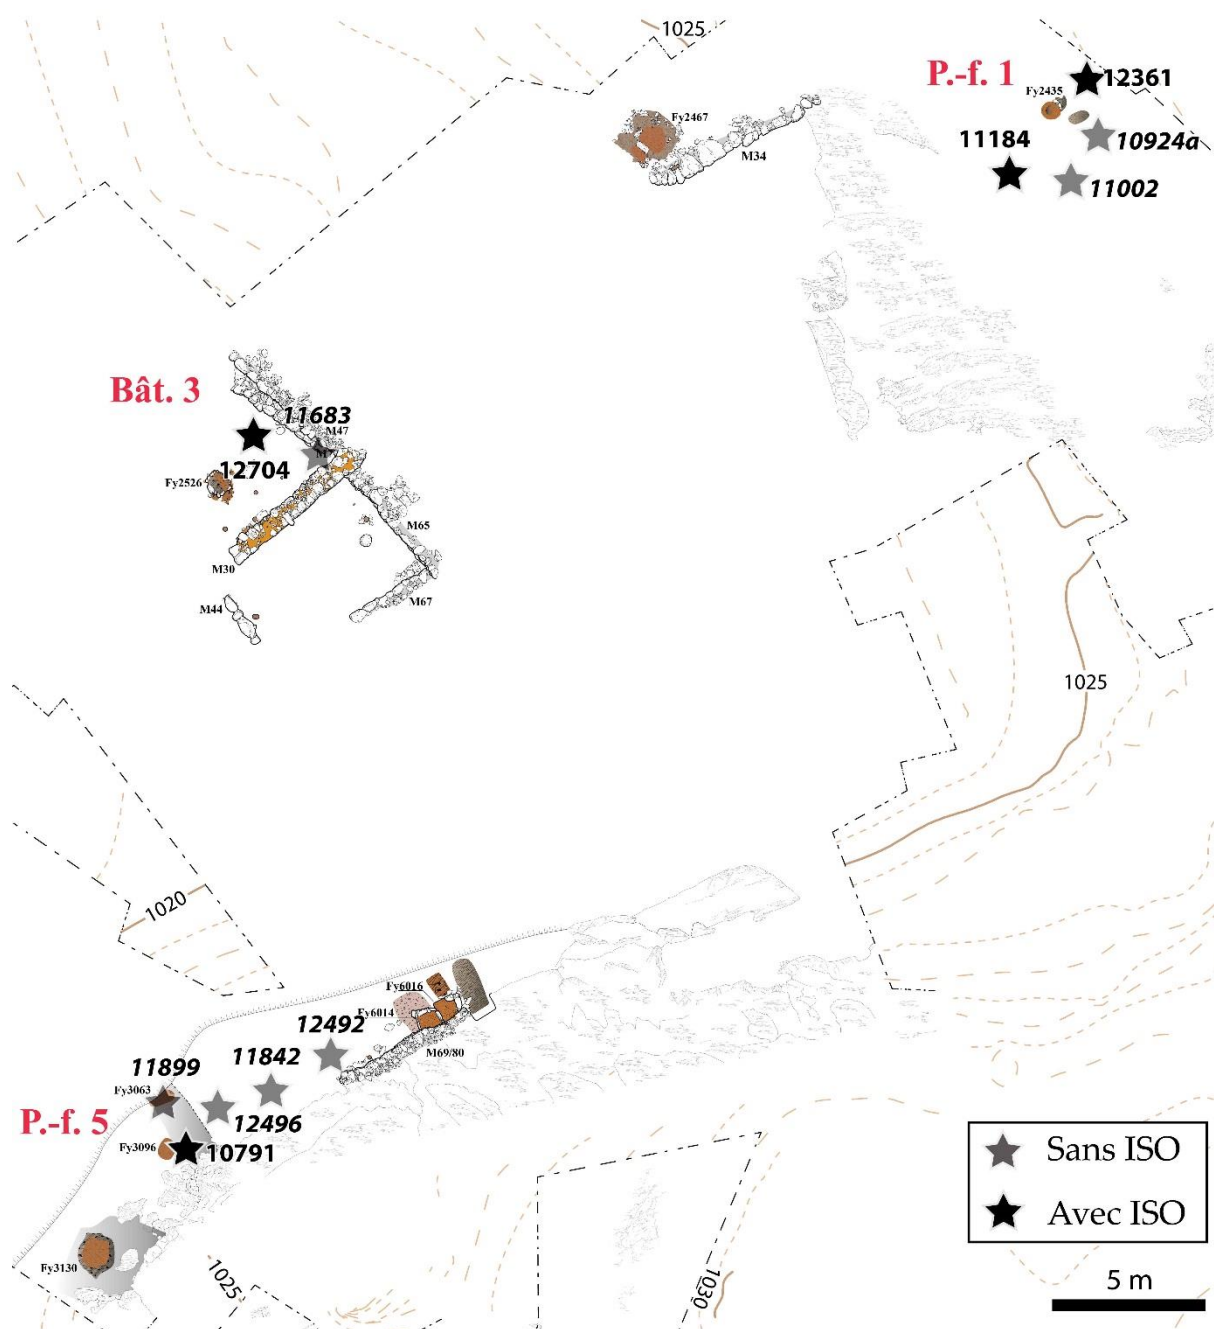 1025
P.-f. 1
12361
Fy2435
Fy2467
10924a
11184
M34
11002
Bât. 3
11683
M47
12704
Fy2526
M65
M30
M44
M67
1025
1020
Fy6016
Fy6014
12492
M69/80
11842
11899
Fy3063
P.-f. 5
12496
Fy3096
10791
Sans ISO
Avec ISO
Fy3130
1025
1030
5 m